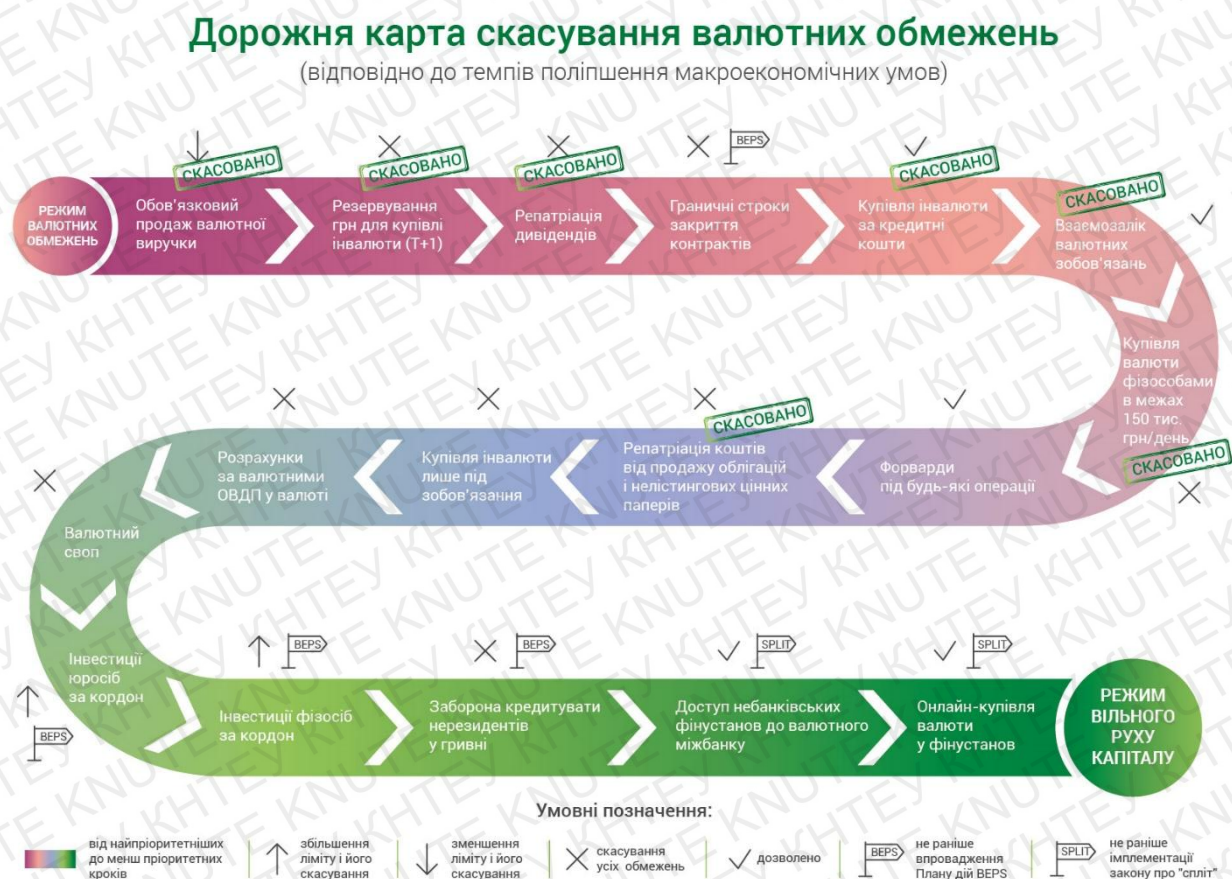 Дорожня карта скасування валютних обмежень
(відповідно до темпів поліпшення макроекономічних умов)
BEPS
СКАСОВАНО
СКАСОВАНО
СКАСОВАНО
СКАСОВАНО
СКАСОВАНО
РЕЖИМ
ВАЛЮТНИХ
ОБМЕЖЕНЬ
Обов'язковий
продаж валютної
виручки
Резервування
грн для купівлі
інвалюти (Т+1)
Репатріація
дивідендів
Граничні строки
закриття
контрактів
Купівля інвалюти
за кредитні
кошти
Взаємозалік
валютних
зобов'язань
Купівля
валюти
фізособами
в межах
150 тис.
грн/день
СКАСОВАНО
СКАСОВАНО
Форварди
під будь-які операції
Репатріація коштів
від продажу облігацій
і нелістингових цінних
паперів
Купівля інвалюти
лише під
зобов'язання
Розрахунки
за валютними
ОВДП у валюті
Валютний
своп
Інвестиції
юросіб
за кордон
BEPS
BEPS
BEPS
SPLIT
SPLIT
Інвестиції фізосіб
за кордон
Заборона кредитувати
нерезидентів
у гривні
Доступ небанківських
фінустанов до валютного
міжбанку
Онлайн-купівля
валюти
у фінустанов
РЕЖИМ
ВІЛЬНОГО
РУХУ
КАПІТАЛУ
Умовні позначення:
від найпріоритетніших
до менш пріоритетних
кроків
збільшення
ліміту і його
скасування
зменшення
ліміту і його
скасування
скасування
усіх обмежень
дозволено
BEPS
не раніше
впровадження
Плану дій BEPS
SPLIT
не раніше
імплементації
закону про "спліт"
КНТЕУ KNUTE